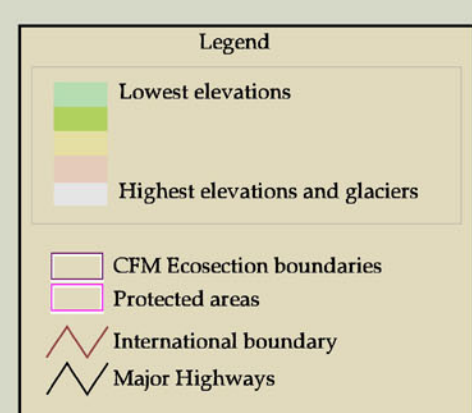 Legend
Lowest elevations
Highest elevations and glaciers
CFM Ecosection boundaries
Protected areas
International boundary
Major Highways